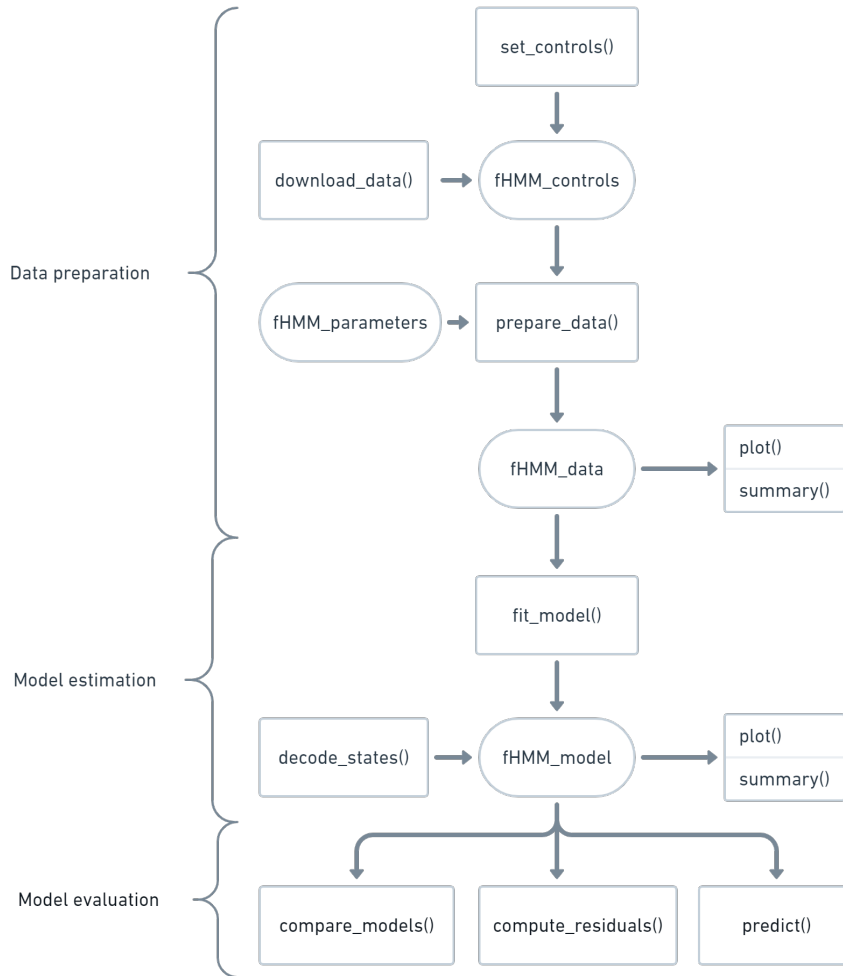 set_controls()
download_data()
fHMM_controls
Data preparation
fHMM_parameters
prepare_data()
fHMM_data
plot()
summary()
fit_model()
Model estimation
decode_states()
fHMM_model
plot()
summary()
Model evaluation
compare_models()
compute_residuals()
predict()